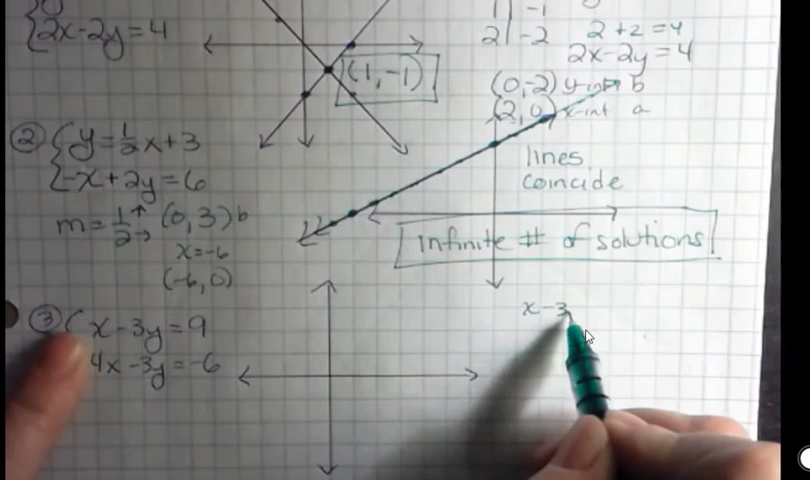 2x-2y=4
(1,-1)
1 | -1
2 | -2
2+2=4
2x-2y=4
(0,-2) y-int b
(2,0) x-int a
② { y=1/2x+3
-x+2y=6
m=1/2 (0,3) b
x=-6
(-6,0)
lines
coincide
infinite # of solutions!
③ { x-3y=9
4x-3y=-6
x-3